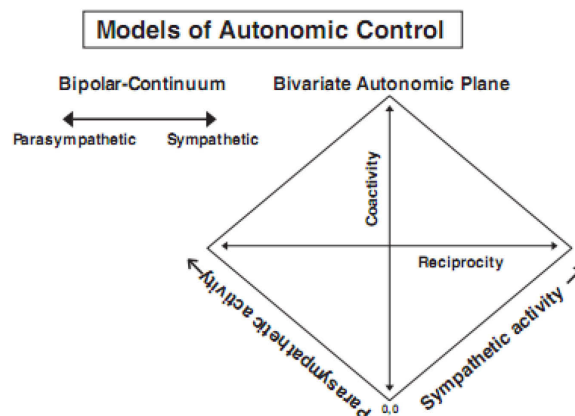 Models of Autonomic Control
Bipolar-Continuum
Bivariate Autonomic Plane
Parasympathetic
Sympathetic
Coactivity
Reciprocity
Parasympathetic activity
Sympathetic activity
0,0